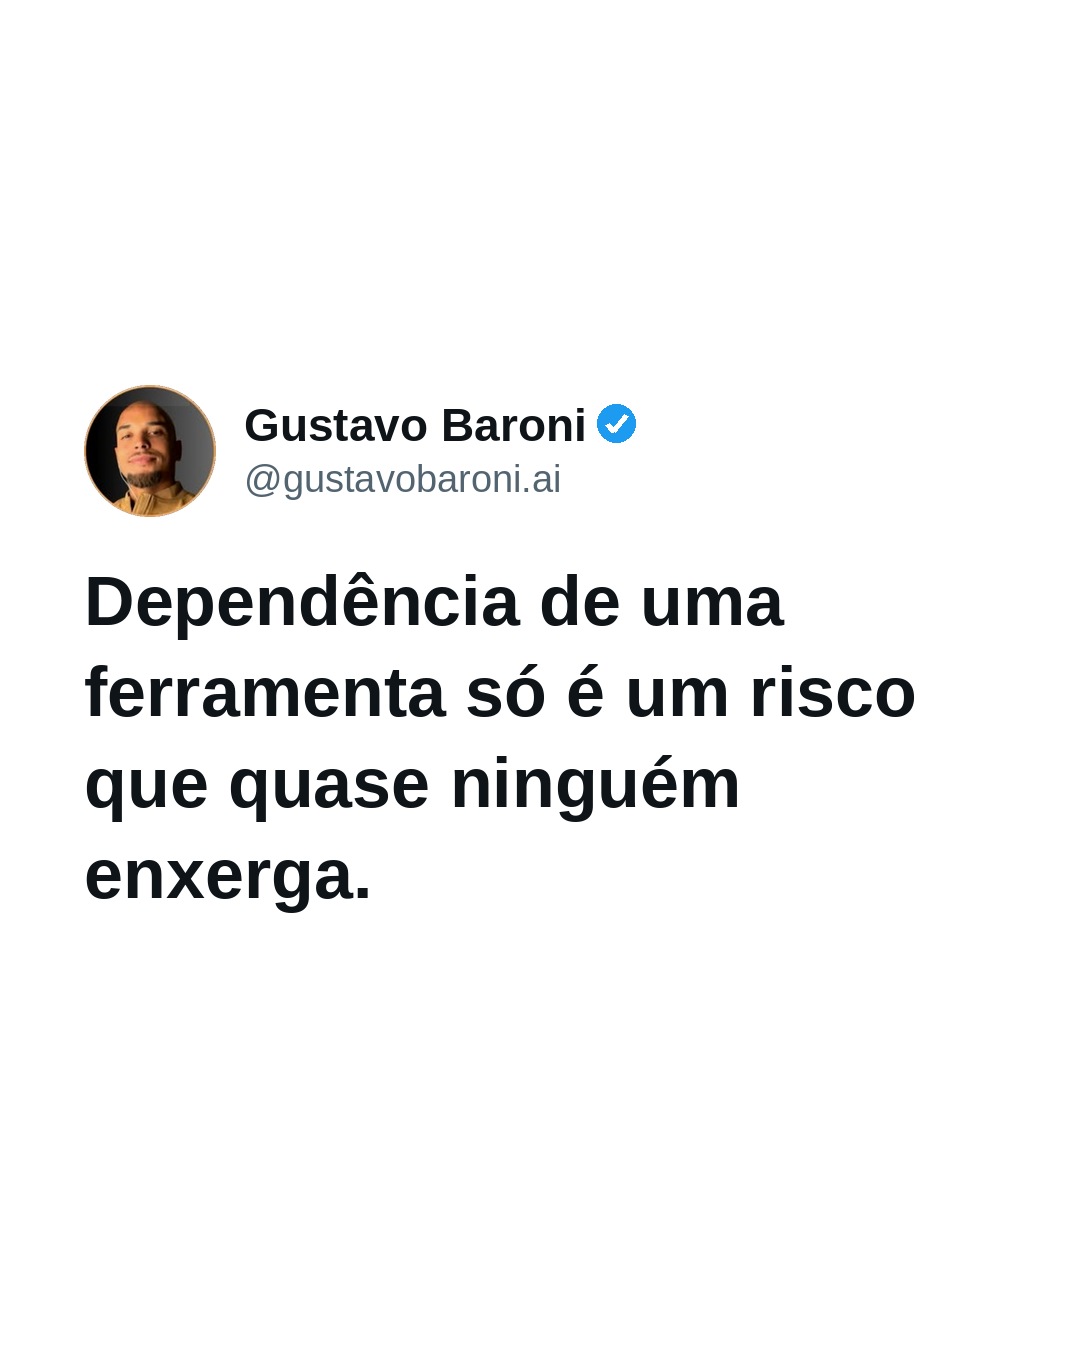 Gustavo Baroni
@gustavobaroni.ai
Dependência de uma
ferramenta só é um risco
que quase ninguém
enxerga.